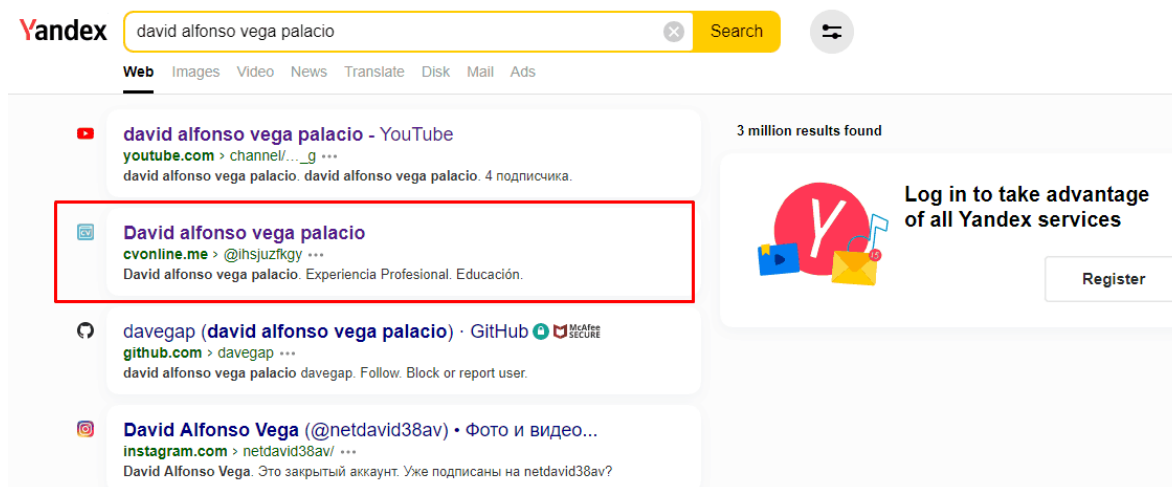 Yandex
david alfonso vega palacio
Search
Web Images Video News Translate Disk Mail Ads
david alfonso vega palacio - YouTube
youtube.com › channel/…_g •••
david alfonso vega palacio. david alfonso vega palacio. 4 подписчика.
David alfonso vega palacio
cvonline.me › @ihsjuzfkgy •••
David alfonso vega palacio. Experiencia Profesional. Educación.
davegap (david alfonso vega palacio) · GitHub McAfee SECURE
github.com › davegap •••
david alfonso vega palacio davegap. Follow. Block or report user.
David Alfonso Vega (@netdavid38av) • Фото и видео...
instagram.com › netdavid38av/ •••
David Alfonso Vega. Это закрытый аккаунт. Уже подписаны на netdavid38av?
3 million results found
Y
15
Log in to take advantage
of all Yandex services
Register